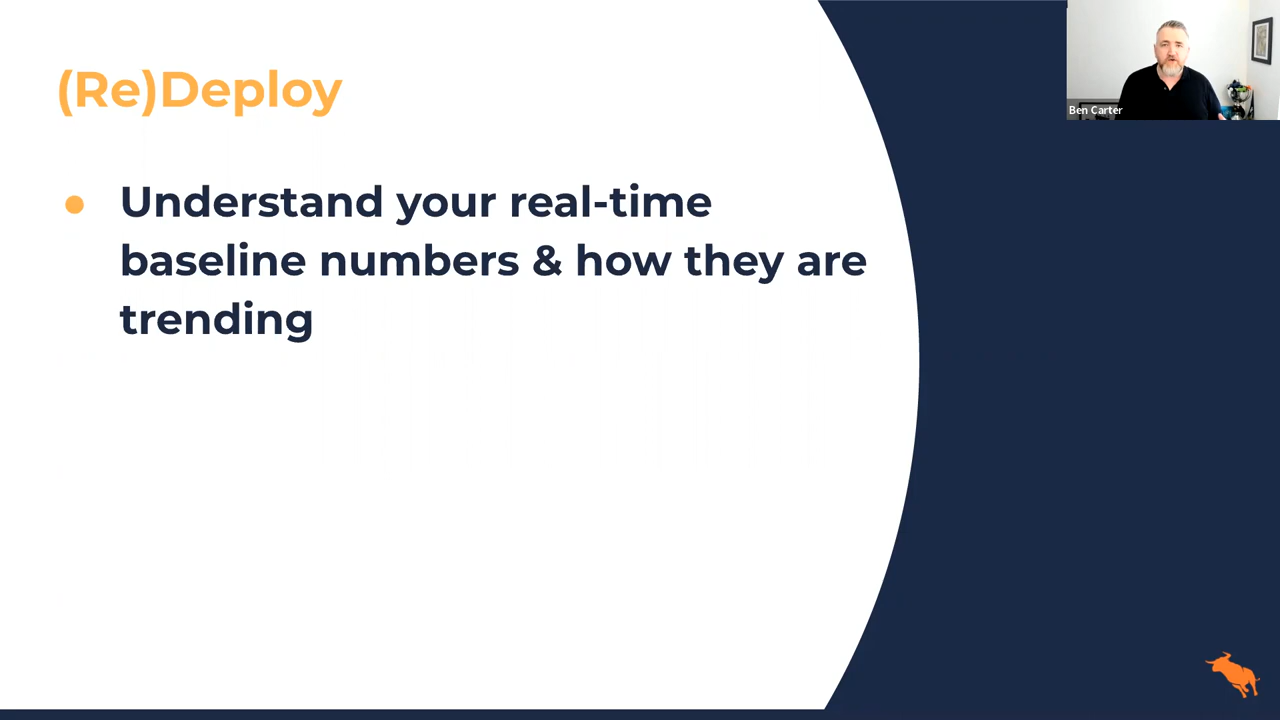 (Re)Deploy
Ben Carter
● Understand your real-time
baseline numbers & how they are
trending